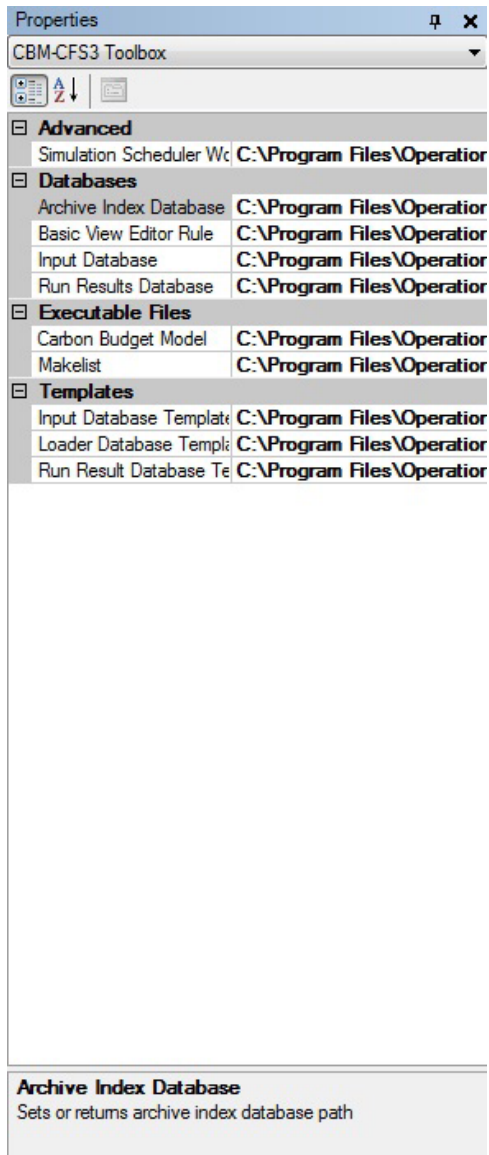 Properties
CBM-CFS3 Toolbox
Advanced
Simulation Scheduler Wc C:\Program Files\Operation
Databases
Archive Index Database C:\Program Files\Operation
Basic View Editor Rule C:\Program Files\Operation
Input Database C:\Program Files\Operation
Run Results Database C:\Program Files\Operation
Executable Files
Carbon Budget Model C:\Program Files\Operation
Makelist C:\Program Files\Operation
Templates
Input Database Template C:\Program Files\Operation
Loader Database Templa C:\Program Files\Operation
Run Result Database Te C:\Program Files\Operation
Archive Index Database
Sets or returns archive index database path